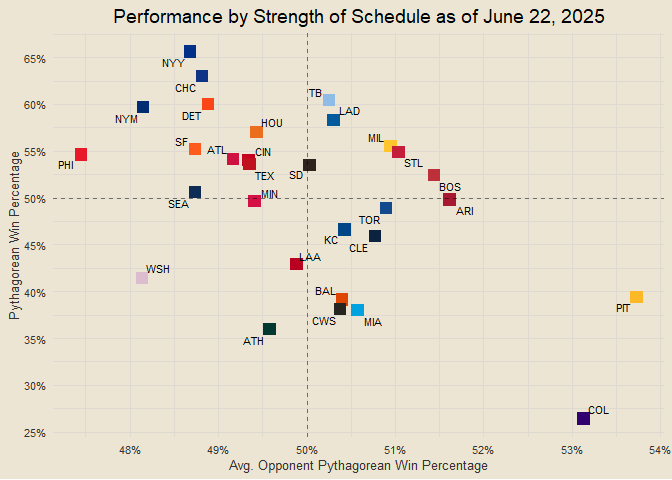 Performance by Strength of Schedule as of June 22, 2025
65%
NYY
CHC
60%
TB
NYM
DET
LAD
HOU
55%
SF
MIL
ATL
CIN
PHI
STL
TEX
SD
BOS
50%
MIN
SEA
ARI
TOR
45%
KC
CLE
LAA
WSH
40%
BAL
PIT
CWS
MIA
35%
ATH
30%
COL
25%
48%
49%
50%
51%
52%
53%
54%
Avg. Opponent Pythagorean Win Percentage
Pythagorean Win Percentage